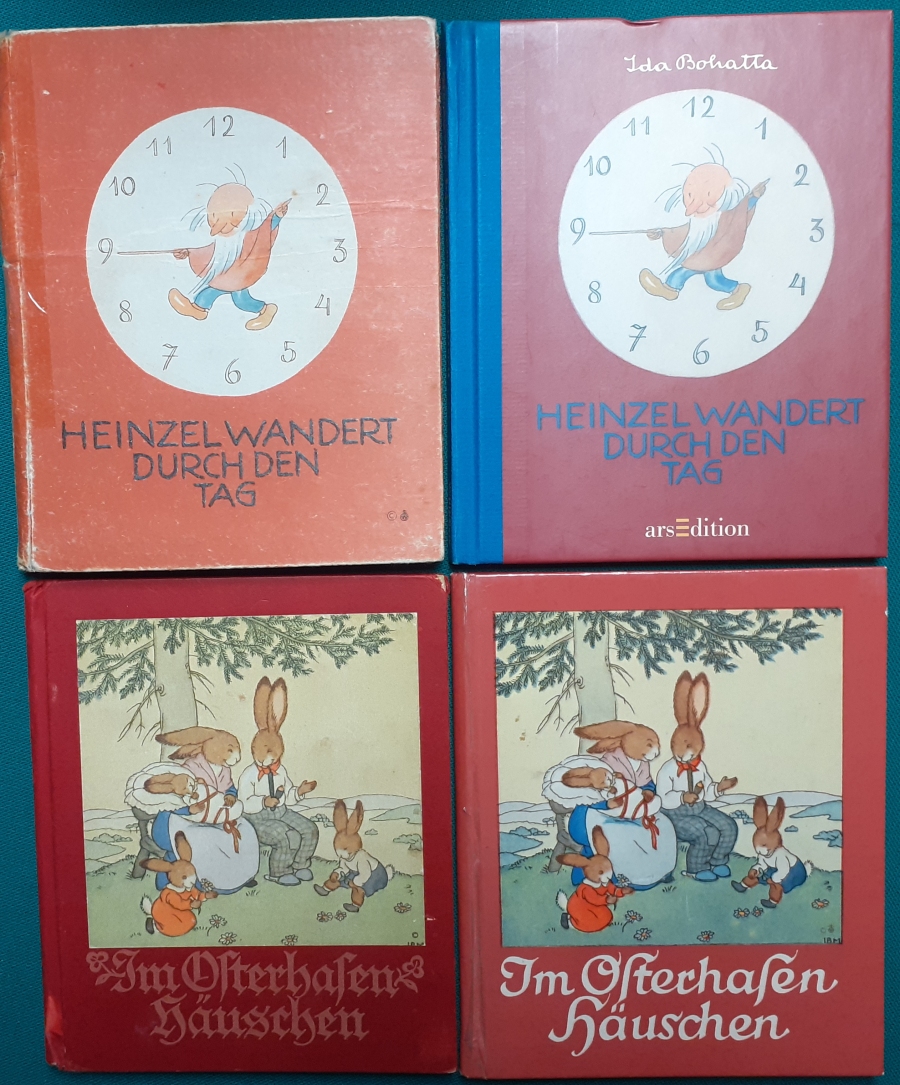 12
11
1
10
2
9
3
8
4
7
5
6
HEINZEL WANDERT
DURCH DEN
TAG
©
Ida Bohatta
12
11
1
10
2
9
3
8
4
7
5
6
HEINZEL WANDERT
DURCH DEN
TAG
arsEdition
©
Im Oſterhaſen
Häuschen
©
IBM
Im Oſterhaſen
Häuschen